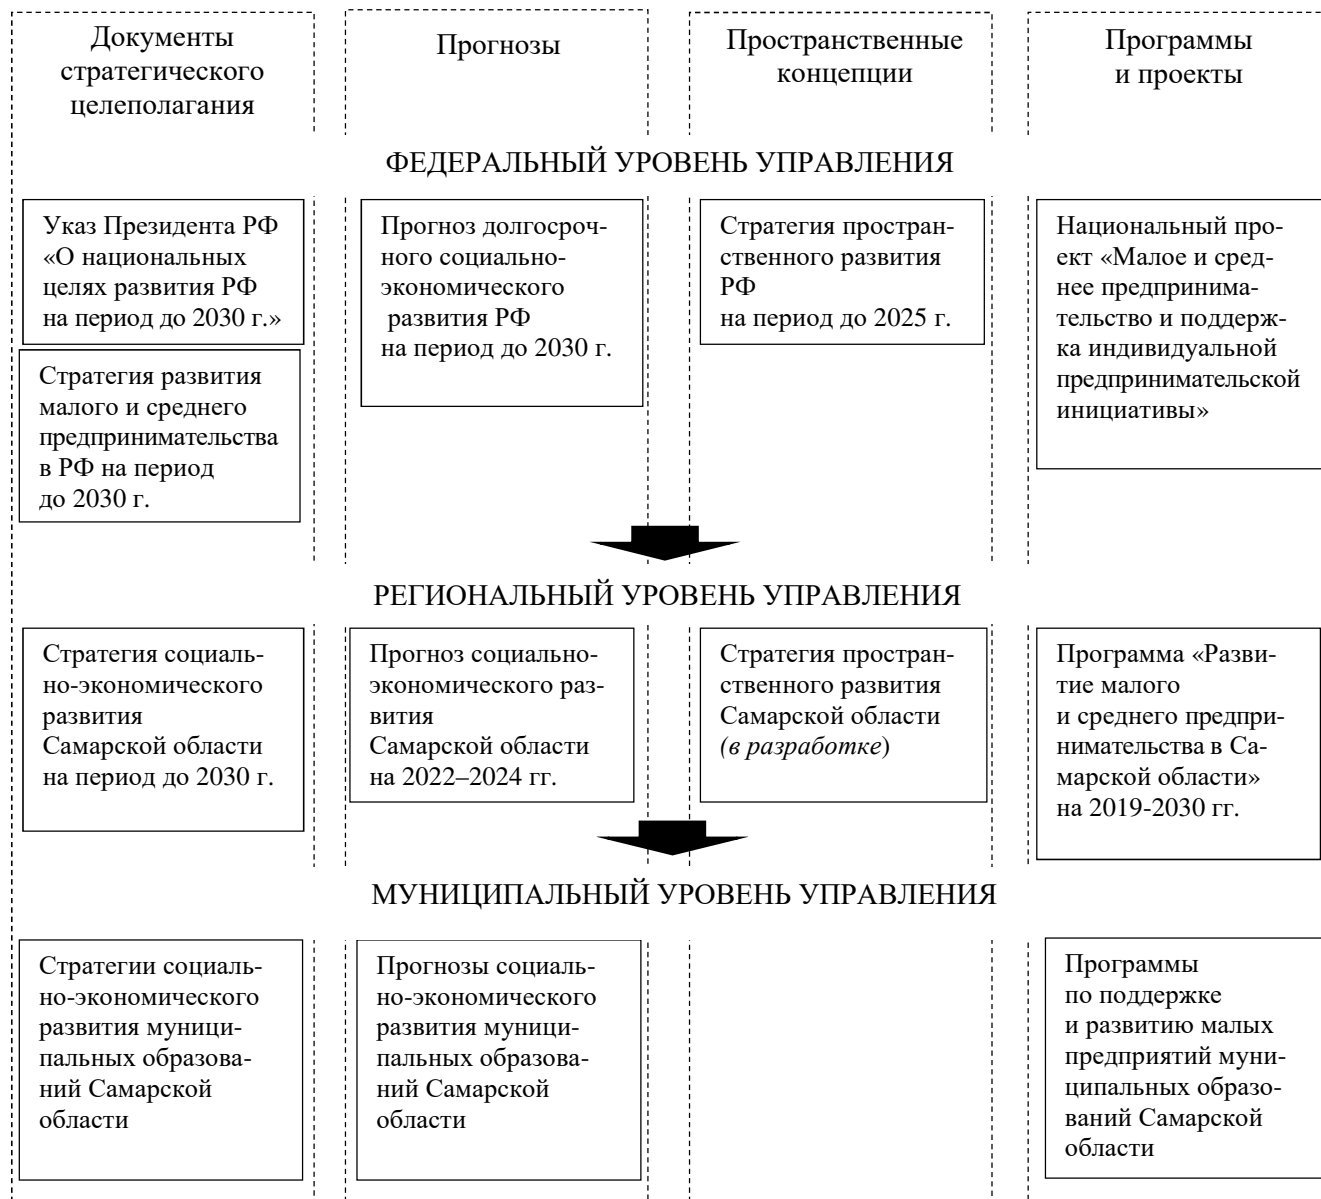 Документы
стратегического
целеполагания
Прогнозы
Пространственные
концепции
Программы
и проекты
ФЕДЕРАЛЬНЫЙ УРОВЕНЬ УПРАВЛЕНИЯ
Указ Президента РФ
«О национальных
целях развития РФ
на период до 2030 г.»
Стратегия развития
малого и среднего
предпринимательства
в РФ на период
до 2030 г.
Прогноз долгосроч-
ного социально-
экономического
развития РФ
на период до 2030 г.
Стратегия простран-
ственного развития
РФ
на период до 2025 г.
Национальный про-
ект «Малое и сред-
нее предпринима-
тельство и поддерж-
ка индивидуальной
предпринимательской
инициативы»
РЕГИОНАЛЬНЫЙ УРОВЕНЬ УПРАВЛЕНИЯ
Стратегия социаль-
но-экономического
развития
Самарской области
на период до 2030 г.
Прогноз социально-
экономического раз-
вития
Самарской области
на 2022–2024 гг.
Стратегия простран-
ственного развития
Самарской области
(в разработке)
Программа «Разви-
тие малого
и среднего предпри-
нимательства в Са-
марской области»
на 2019-2030 гг.
МУНИЦИПАЛЬНЫЙ УРОВЕНЬ УПРАВЛЕНИЯ
Стратегии социаль-
но-экономического
развития муници-
пальных образова-
ний Самарской
области
Прогнозы социаль-
но-экономического
развития муници-
пальных образова-
ний Самарской
области
Программы
по поддержке
и развитию малых
предприятий муни-
ципальных образо-
ваний Самарской
области